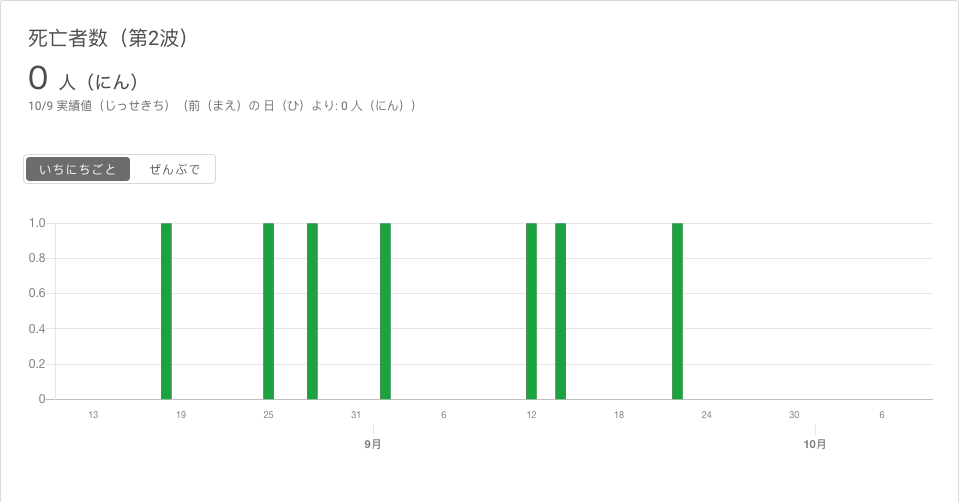 死亡者数（第2波）
0 人（にん）
10/9 実績値（じっせきち）（前（まえ）の 日（ひ）より: 0 人（にん））
いちにちごと ぜんぶで
1.0
0.8
0.6
0.4
0.2
0
13 19 25 31 6 12 18 24 30 6
9月 10月